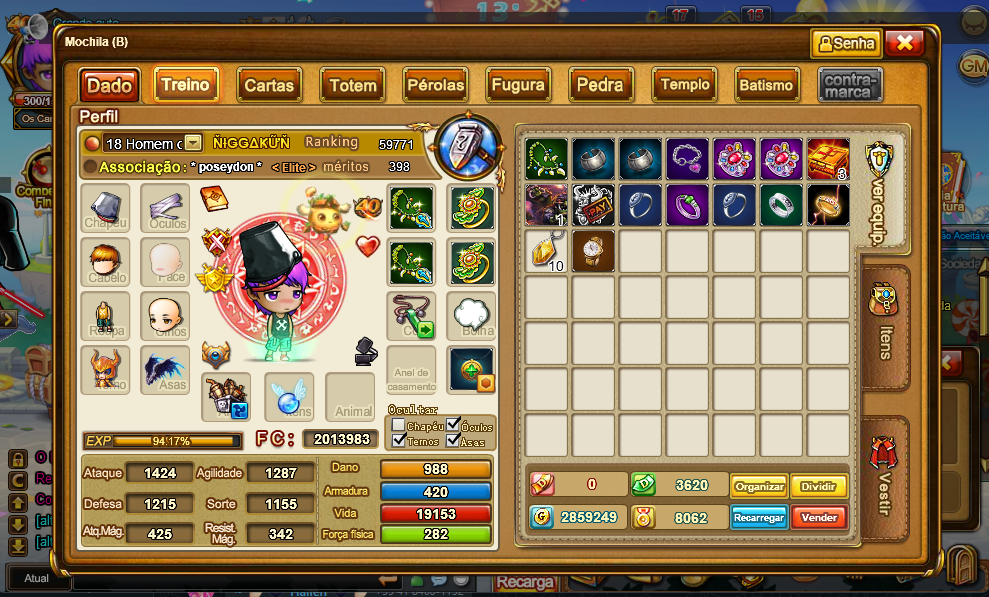 13:
17
15
Mochila (B)
Senha
GM
Dado
Treino
Cartas
Totem
Pérolas
Fugura
Pedra
Templo
Batismo
contra-
marca
Perfil
18 Homem c
ÑIGGΔKŰÑ
Ranking
59771
Associação :
*poseydon*
<Elite>
méritos
398
Chapéu
Óculos
Cabelo
Face
Roupa
Olhos
Asas
Animal
Anel de
casamento
Ocultar
Chapéu
Óculos
Ternos
Asas
EXP
94.17%
FC:
2013983
Ataque
1424
Agilidade
1287
Defesa
1215
Sorte
1155
Atq.Mág.
425
Resist.
Mág.
342
Dano
988
Armadura
420
Vida
19153
Força física
282
3
1
10
ver equip
Itens
Vestir
0
3620
Organizar
Dividir
2859249
8062
Recarregar
Vender
Atual
Recarga